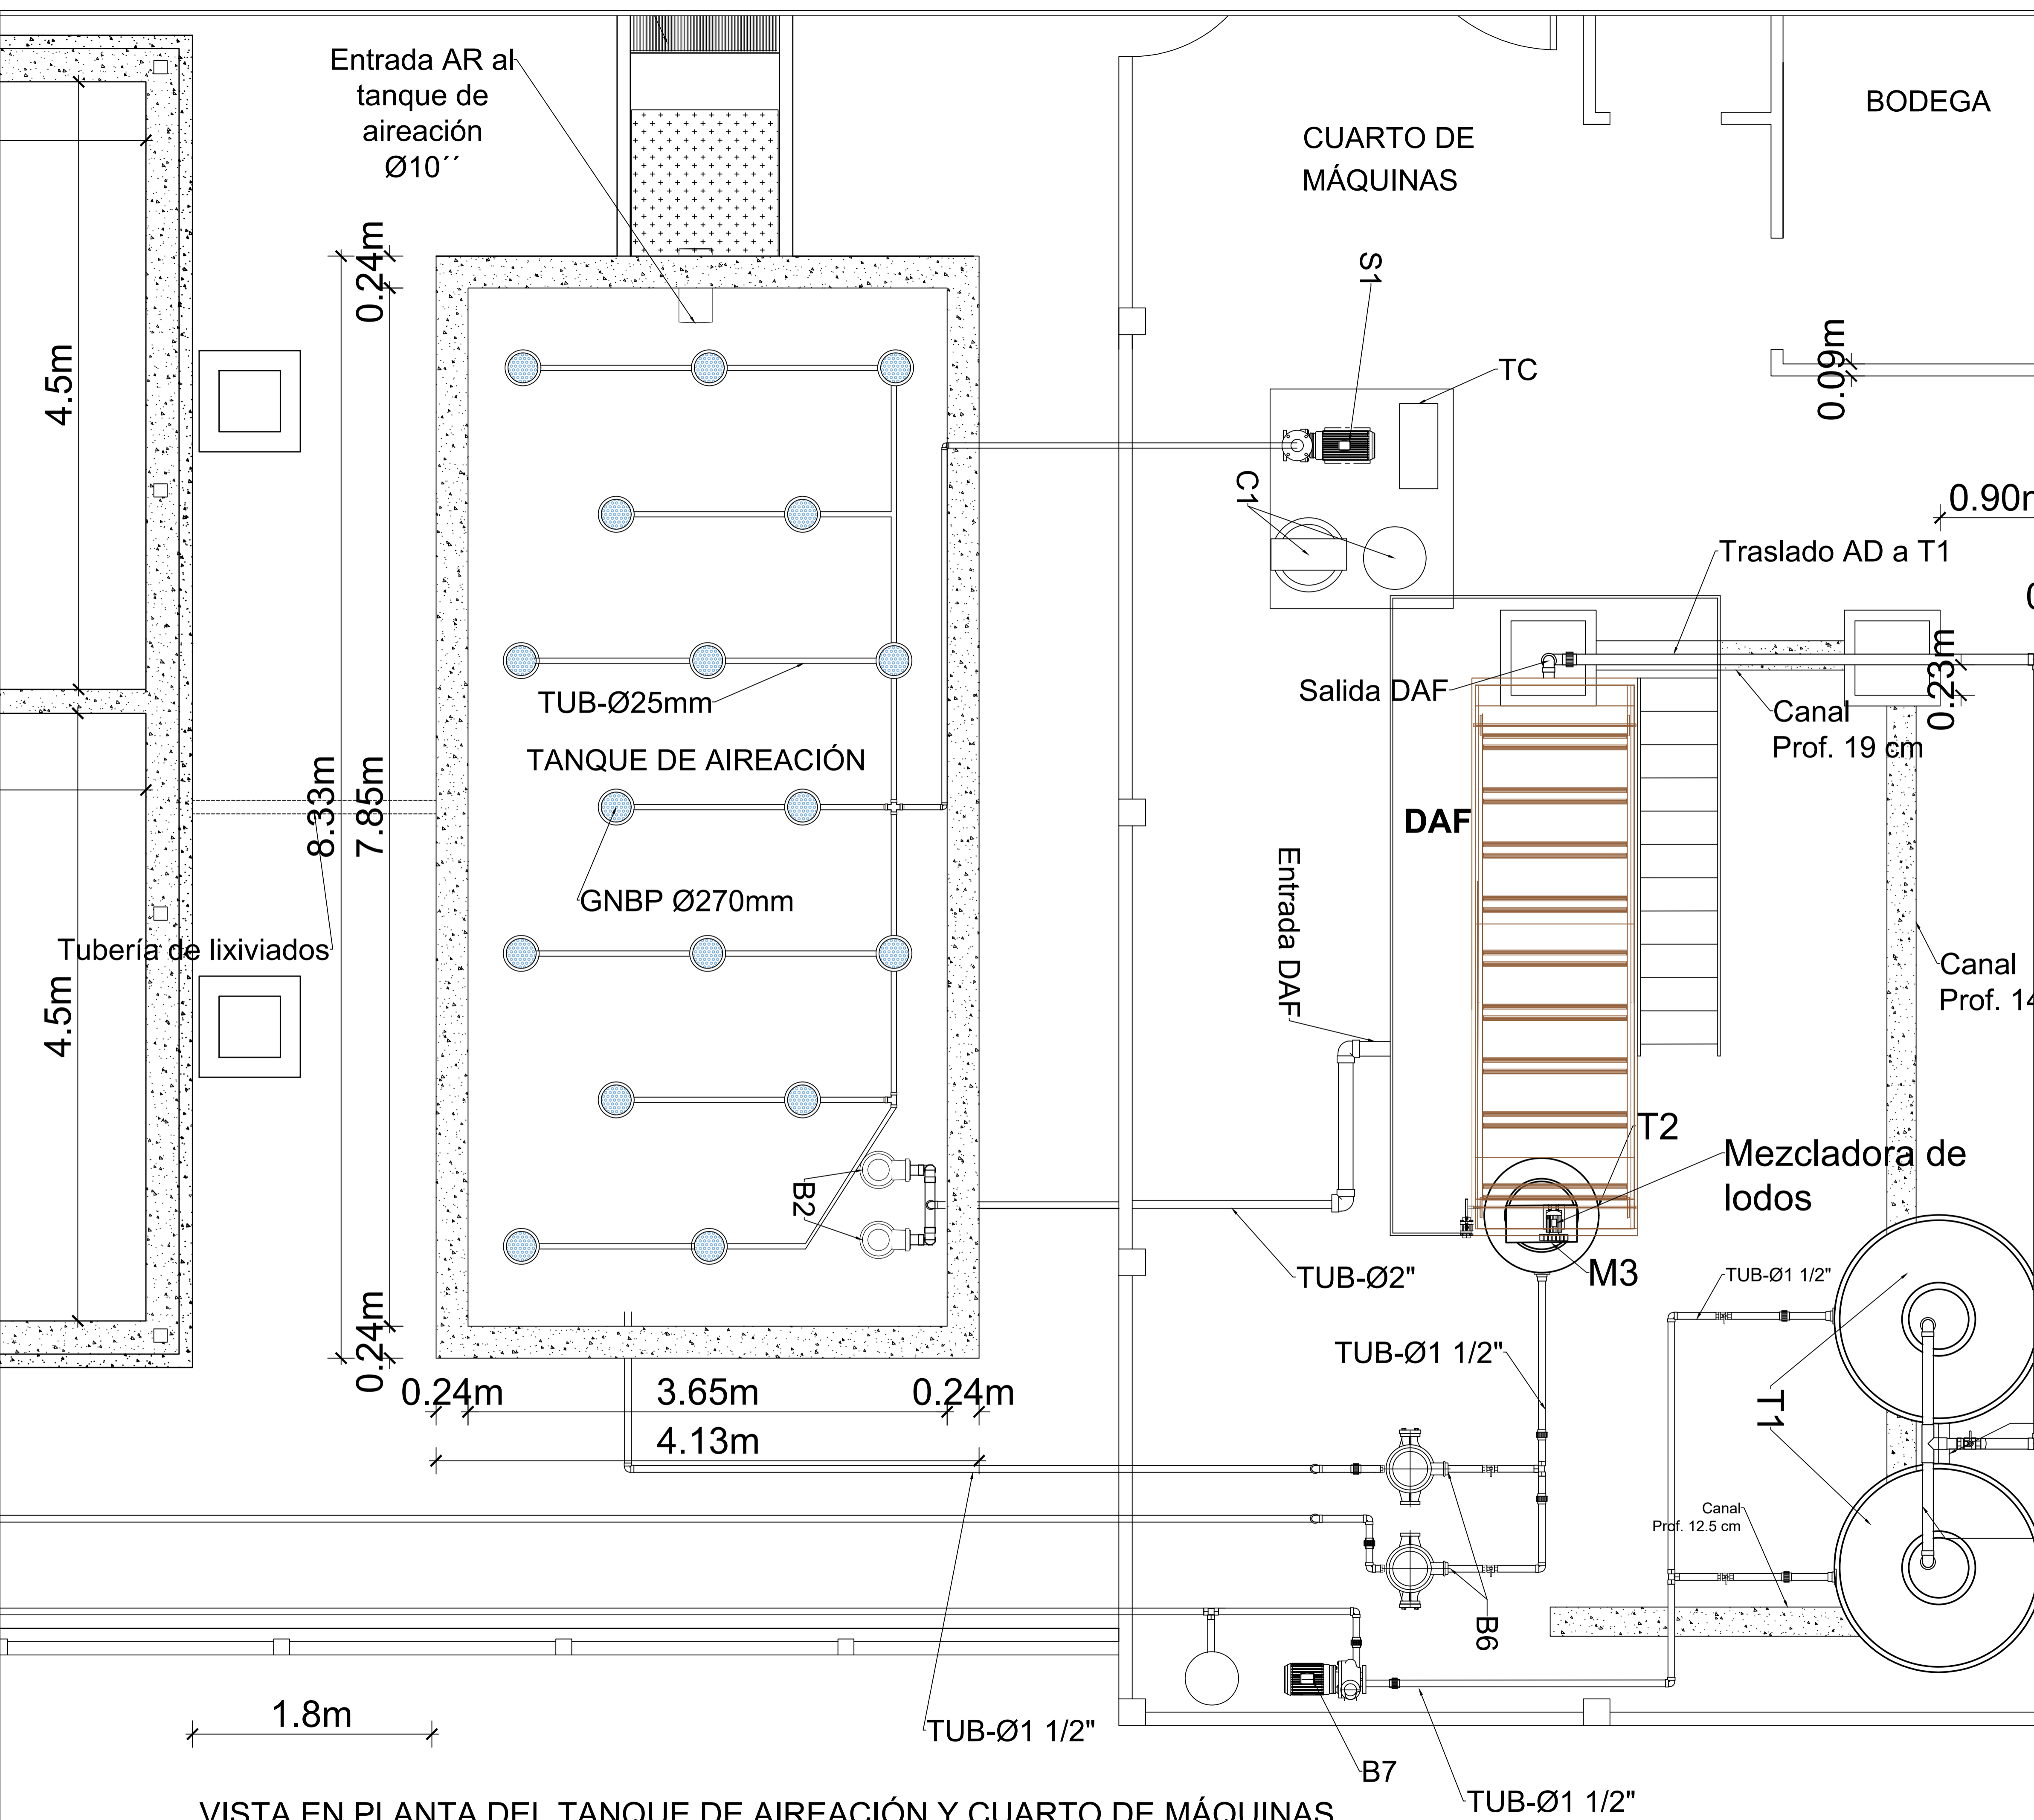 Entrada AR al
tanque de
aireación
Ø10´´
CUARTO DE
MÁQUINAS
BODEGA
0.24m
S1
0.09m
4.5m
TC
C1
0.90
Traslado AD a T1
0.23m
Salida DAF
TUB-Ø25mm
Canal
Prof. 19 cm
TANQUE DE AIREACIÓN
8.33m
7.85m
DAF
Entrada DAF
GNBP Ø270mm
Tubería de lixiviados
Canal
Prof. 14
4.5m
T2
Mezcladora de
lodos
B2
M3
TUB-Ø2"
TUB-Ø1 1/2"
0.24m
TUB-Ø1 1/2"
0.24m
3.65m
0.24m
T1
4.13m
Canal
Prof. 12.5 cm
B6
1.8m
TUB-Ø1 1/2"
B7
TUB-Ø1 1/2"
VISTA EN PLANTA DEL TANQUE DE AIREACIÓN Y CUARTO DE MÁQUINAS